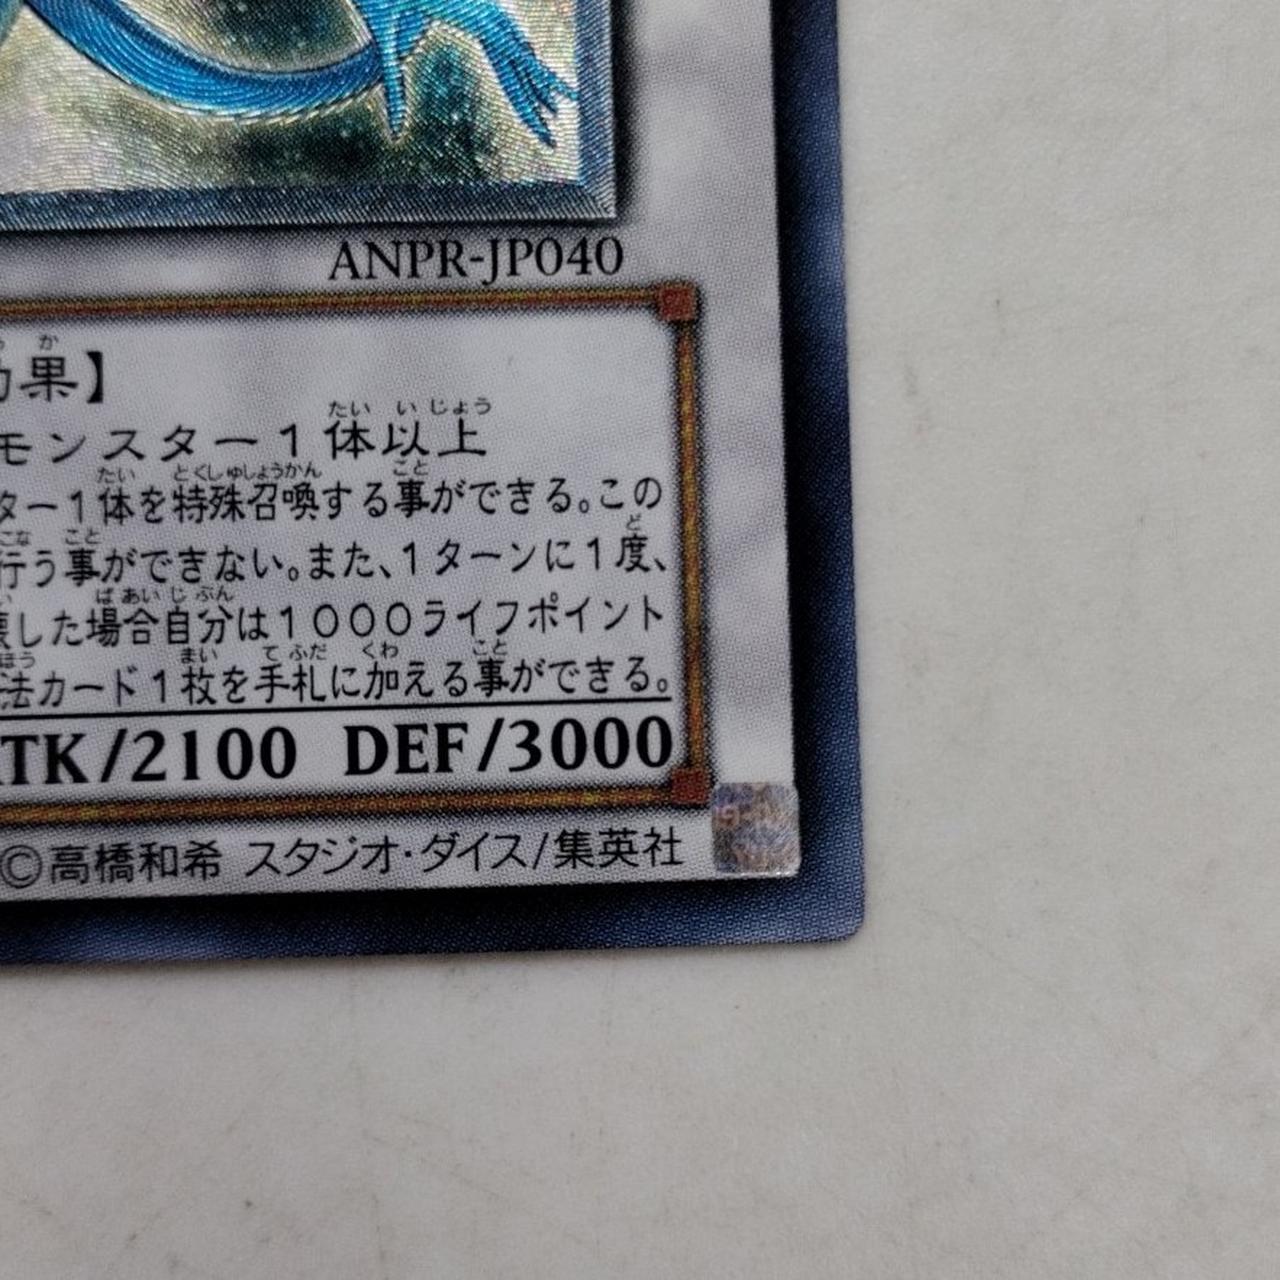 ANPR-JP040
果】
モンスター1体以上
ター1体を特殊召喚する事ができる。この
行う事ができない。また、1ターンに1度、
壊した場合自分は1000ライフポイント
法カード1枚を手札に加える事ができる。
ATK/2100 DEF/3000
©高橋和希 スタジオ・ダイス/集英社